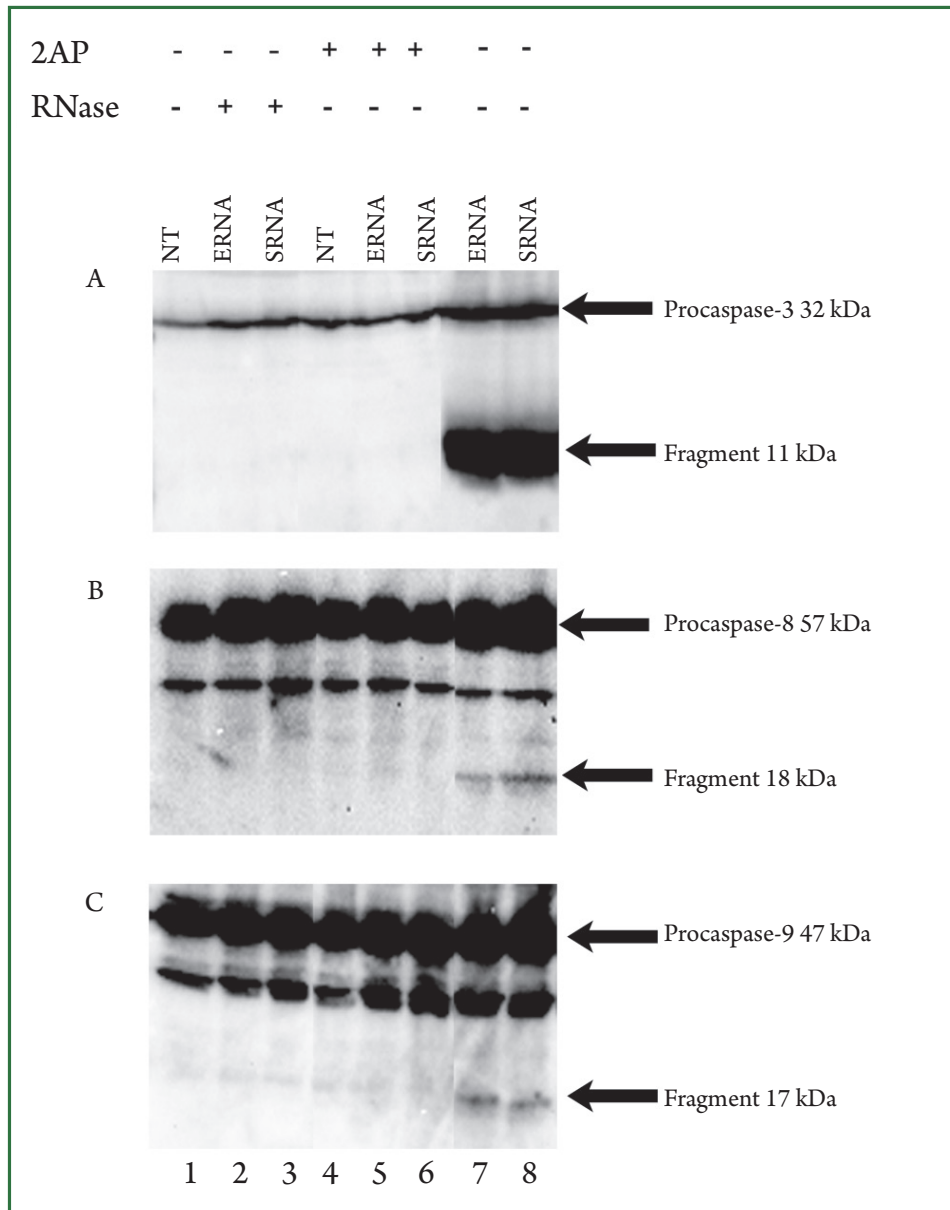 2AP - - - + + + - -
RNase - + + - - - - -
NT ERNA SRNA NT ERNA SRNA ERNA SRNA
A
Procaspase-3 32 kDa
Fragment 11 kDa
B
Procaspase-8 57 kDa
Fragment 18 kDa
C
Procaspase-9 47 kDa
Fragment 17 kDa
1 2 3 4 5 6 7 8